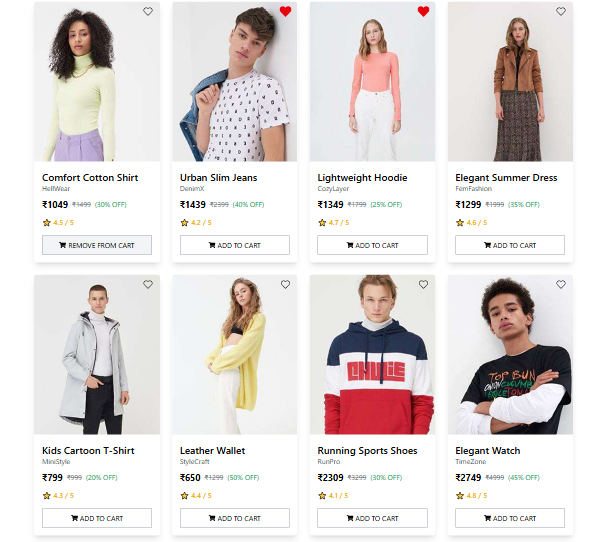 Comfort Cotton Shirt
HellWear
₹1049 ₹1499 (30% OFF)
4.5 / 5
REMOVE FROM CART
Urban Slim Jeans
DenimX
₹1439 ₹2399 (40% OFF)
4.2 / 5
ADD TO CART
Lightweight Hoodie
CozyLayer
₹1349 ₹1799 (25% OFF)
4.7 / 5
ADD TO CART
Elegant Summer Dress
FemFashion
₹1299 ₹1999 (35% OFF)
4.6 / 5
ADD TO CART
Kids Cartoon T-Shirt
MiniStyle
₹799 ₹999 (20% OFF)
4.3 / 5
ADD TO CART
Leather Wallet
StyleCraft
₹650 ₹1299 (50% OFF)
4.4 / 5
ADD TO CART
Running Sports Shoes
RunPro
₹2309 ₹3299 (30% OFF)
4.1 / 5
ADD TO CART
TOP BUN
Elegant Watch
TimeZone
₹2749 ₹4999 (45% OFF)
4.8 / 5
ADD TO CART